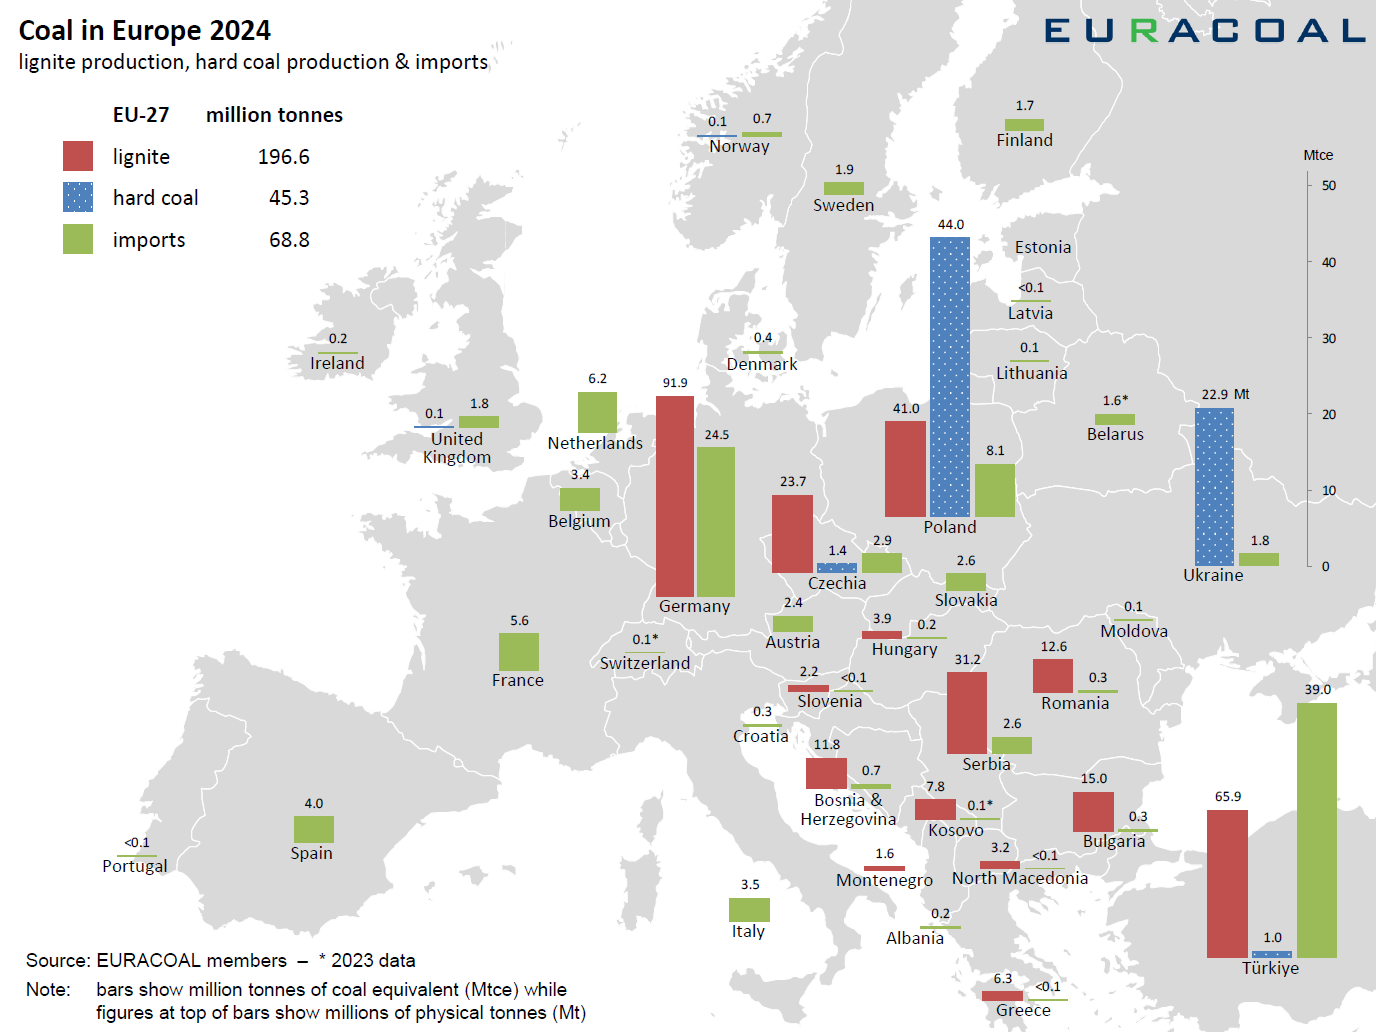 Coal in Europe 2024
EURACOAL
lignite production, hard coal production & imports
EU-27 million tonnes
lignite 196.6
hard coal 45.3
imports 68.8
0.1 0.7
Norway
1.7
Finland
1.9
Sweden
Mtce
50
40
30
20
10
0
Estonia
<0.1
Latvia
0.1
Lithuania
0.2
Ireland
0.4
Denmark
0.1 1.8
United
Kingdom
6.2
Netherlands
3.4
Belgium
91.9 24.5
Germany
41.0 44.0 8.1
Poland
1.6*
Belarus
22.9 Mt 1.8
Ukraine
23.7 1.4 2.9
Czechia
2.6
Slovakia
2.4
Austria
3.9 0.2
Hungary
0.1
Moldova
5.6
France
0.1*
Switzerland
2.2 <0.1
Slovenia
31.2 2.6
Serbia
12.6 0.3
Romania
0.3
Croatia
11.8 0.7
Bosnia &
Herzegovina
7.8 0.1*
Kosovo
15.0 0.3
Bulgaria
65.9 1.0 39.0
Türkiye
<0.1
Portugal
4.0
Spain
1.6
Montenegro
3.2 <0.1
North Macedonia
3.5
Italy
0.2
Albania
6.3 <0.1
Greece
Source: EURACOAL members – * 2023 data
Note: bars show million tonnes of coal equivalent (Mtce) while
figures at top of bars show millions of physical tonnes (Mt)